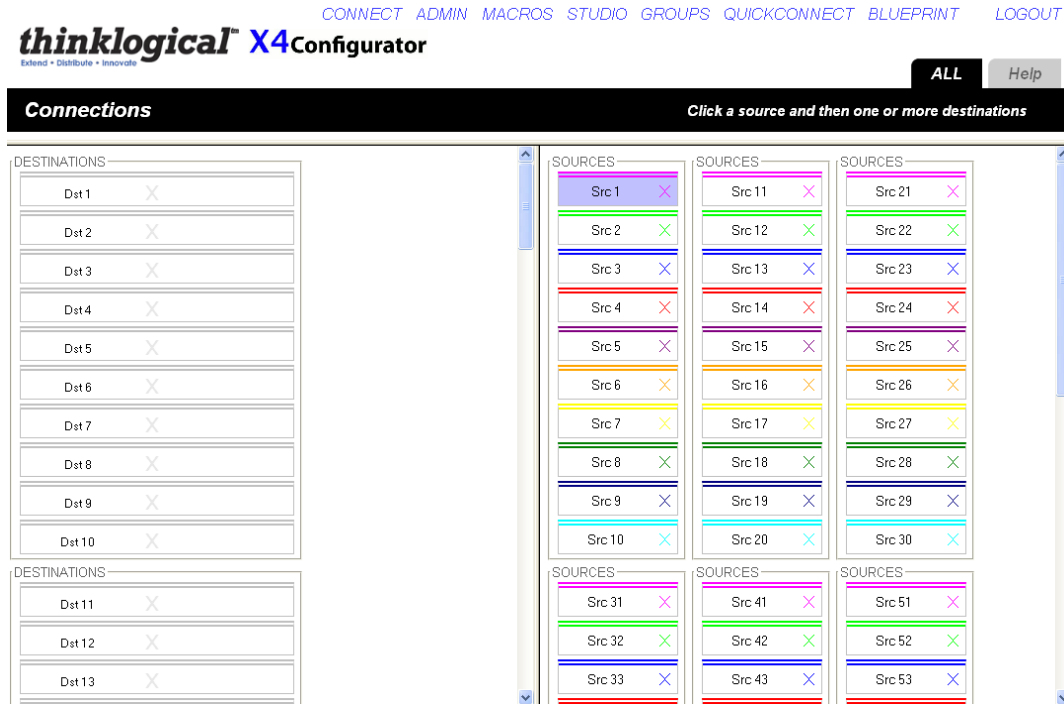 CONNECT ADMIN MACROS STUDIO GROUPS QUICKCONNECT BLUEPRINT LOGOUT
thinklogical™ X4Configurator
Extend • Distribute • Innovate
ALL Help
Connections Click a source and then one or more destinations
DESTINATIONS
Dst 1 X
Dst 2 X
Dst 3 X
Dst 4 X
Dst 5 X
Dst 6 X
Dst 7 X
Dst 8 X
Dst 9 X
Dst 10 X
DESTINATIONS
Dst 11 X
Dst 12 X
Dst 13 X
SOURCES SOURCES SOURCES
Src 1 X Src 11 X Src 21 X
Src 2 X Src 12 X Src 22 X
Src 3 X Src 13 X Src 23 X
Src 4 X Src 14 X Src 24 X
Src 5 X Src 15 X Src 25 X
Src 6 X Src 16 X Src 26 X
Src 7 X Src 17 X Src 27 X
Src 8 X Src 18 X Src 28 X
Src 9 X Src 19 X Src 29 X
Src 10 X Src 20 X Src 30 X
SOURCES SOURCES SOURCES
Src 31 X Src 41 X Src 51 X
Src 32 X Src 42 X Src 52 X
Src 33 X Src 43 X Src 53 X